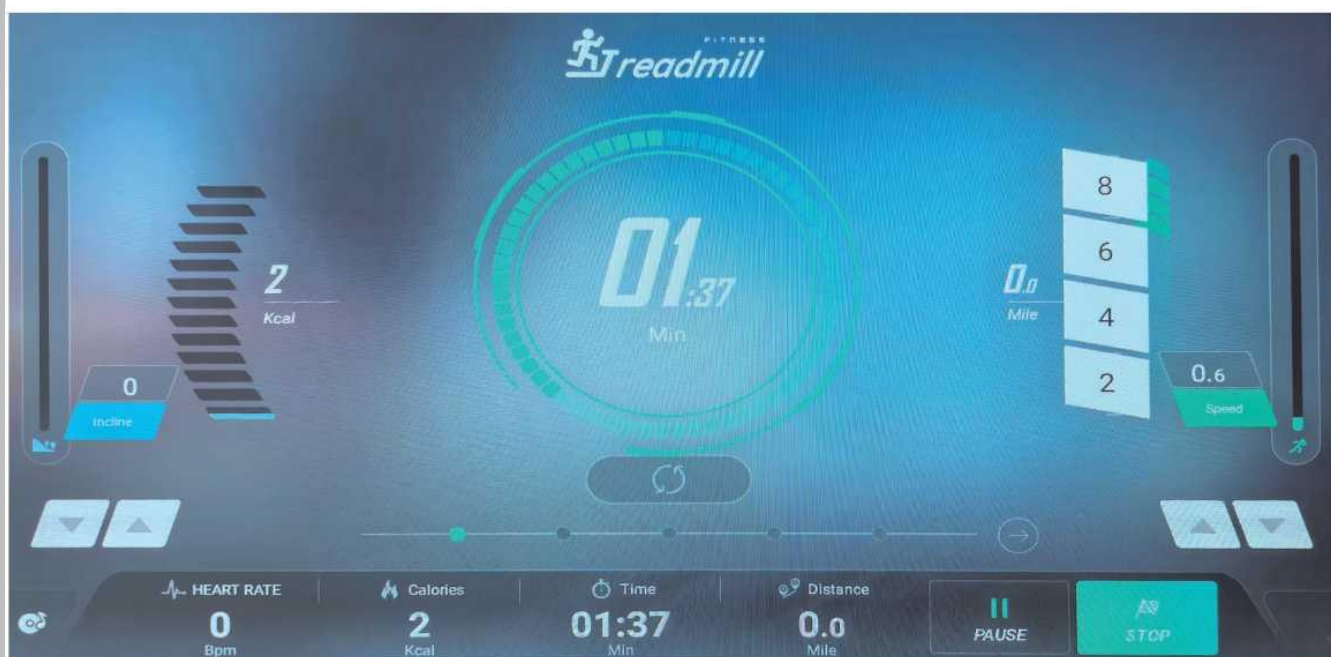 FITNESS
Treadmill
01:37
Min
2
Kcal
0.0
Mile
8
6
4
2
0
Incline
0.6
Speed
HEART RATE
0
Bpm
Calories
2
Kcal
Time
01:37
Min
Distance
0.0
Mile
PAUSE
STOP